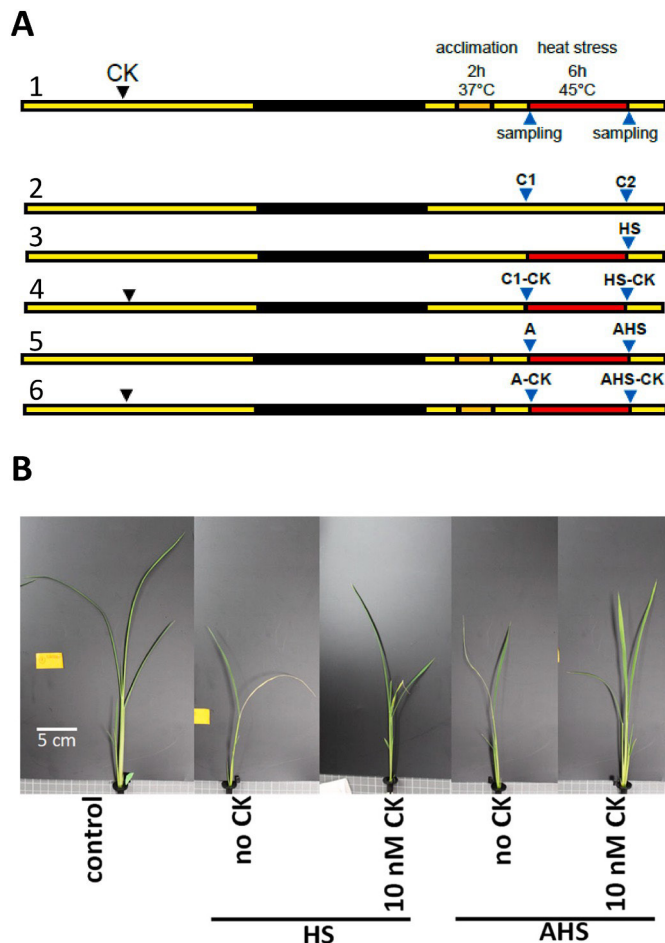 A
acclimation heat stress
CK 2h 6h
1 37°C 45°C
sampling sampling
C1 C2
2
HS
3
C1-CK HS-CK
4
A AHS
5
A-CK AHS-CK
6
B
5 cm
control
no CK
10 nM CK
no CK
10 nM CK
HS AHS